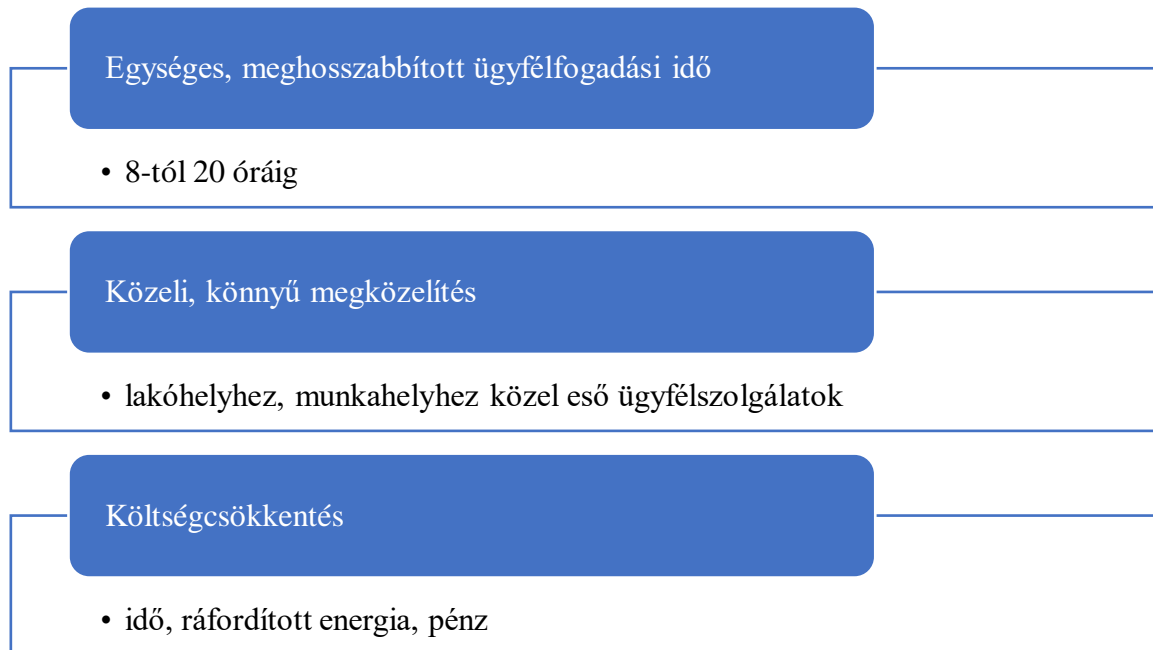 Egységes, meghosszabbított ügyfélfogadási idő
• 8-tól 20 óráig
Közeli, könnyű megközelítés
• lakóhelyhez, munkahelyhez közel eső ügyfélszolgálatok
Költségcsökkentés
• idő, ráfordított energia, pénz